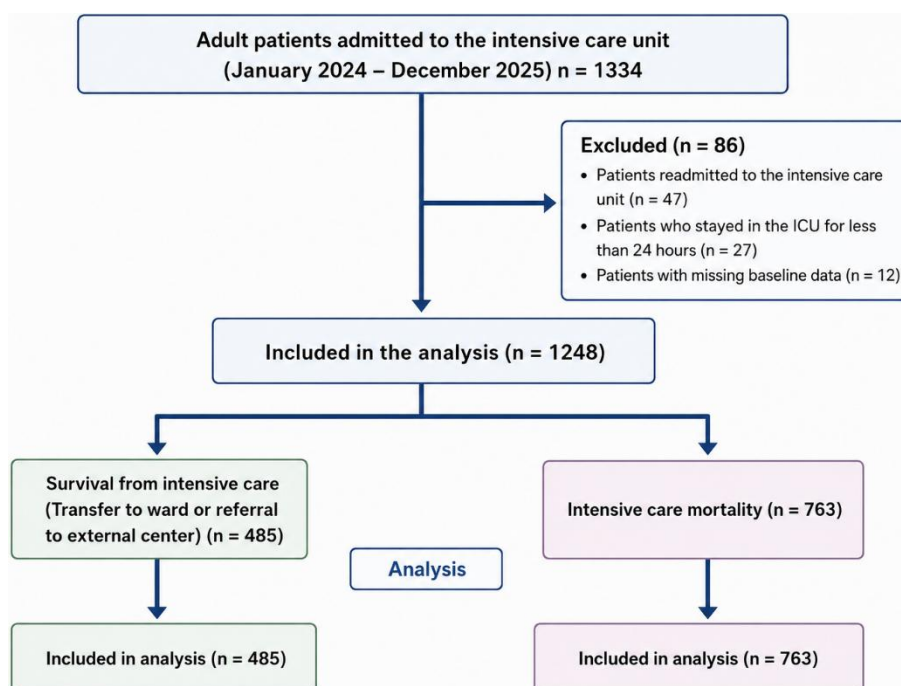 Adult patients admitted to the intensive care unit
(January 2024 – December 2025) n = 1334
Excluded (n = 86)
• Patients readmitted to the intensive care
unit (n = 47)
• Patients who stayed in the ICU for less
than 24 hours (n = 27)
• Patients with missing baseline data (n = 12)
Included in the analysis (n = 1248)
Survival from intensive care
(Transfer to ward or referral
to external center) (n = 485)
Intensive care mortality (n = 763)
Analysis
Included in analysis (n = 485)
Included in analysis (n = 763)